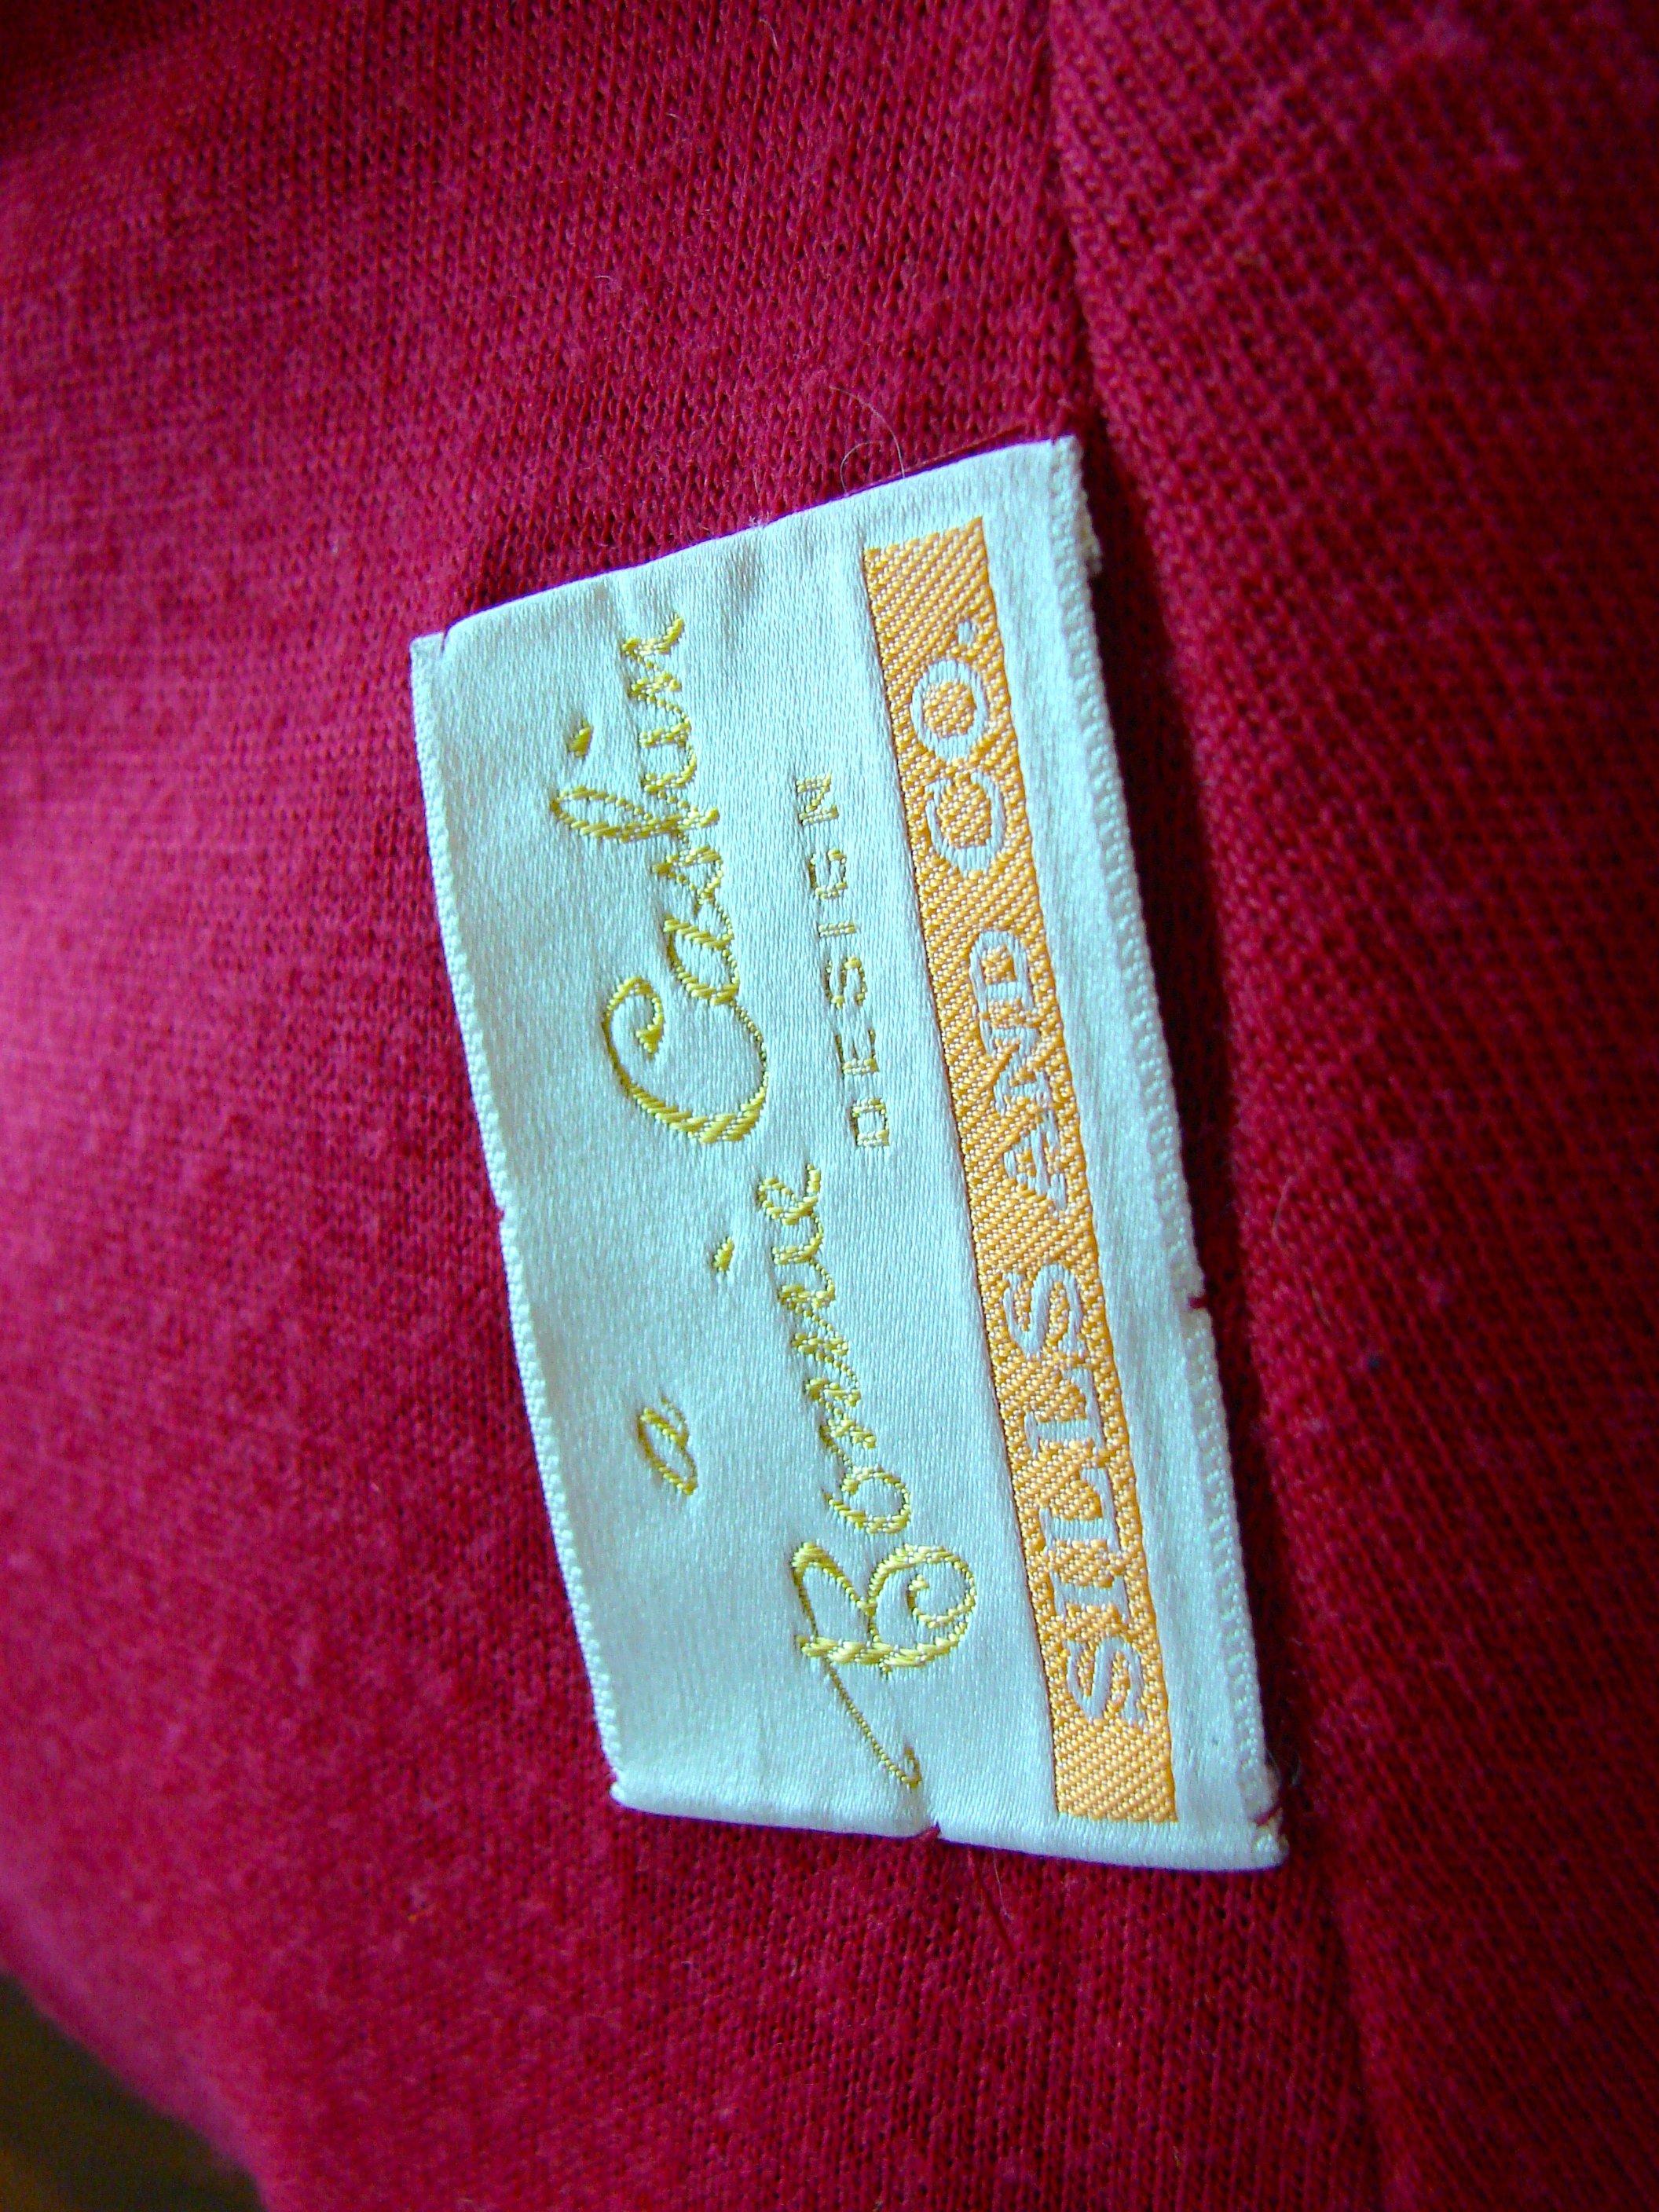 a
Bonnie Cashin
DESIGN
SILLS AND CO.